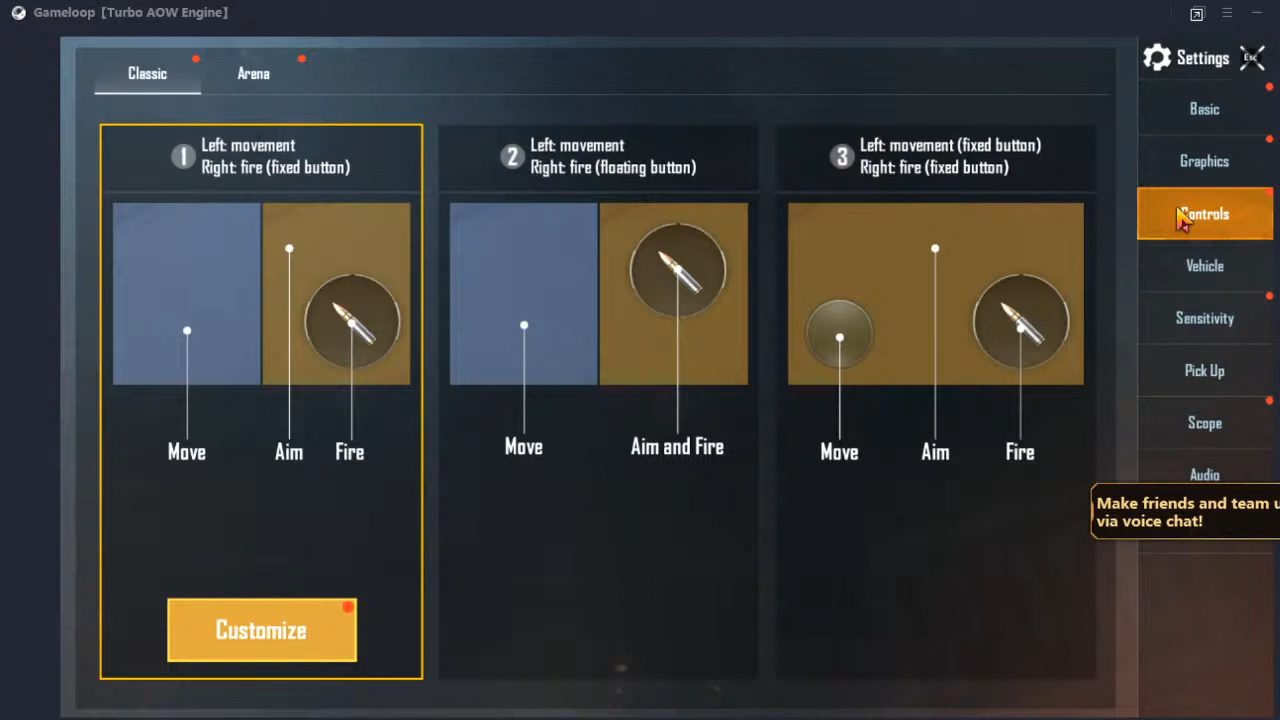 Gameloop【Turbo AOW Engine】
Classic
Arena
Settings
Esc
Basic
Graphics
Controls
Vehicle
Sensitivity
Pick Up
Scope
Audio
1
Left: movement
Right: fire (fixed button)
Move
Aim
Fire
Customize
2
Left: movement
Right: fire (floating button)
Move
Aim and Fire
3
Left: movement (fixed button)
Right: fire (fixed button)
Move
Aim
Fire
Make friends and team u
via voice chat!